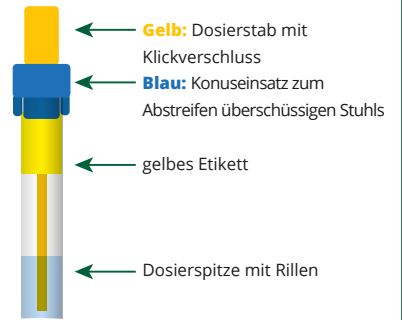 Gelb: Dosierstab mit
Klickverschluss
Blau: Konuseinsatz zum
Abstreifen überschüssigen Stuhls
gelbes Etikett
Dosierspitze mit Rillen